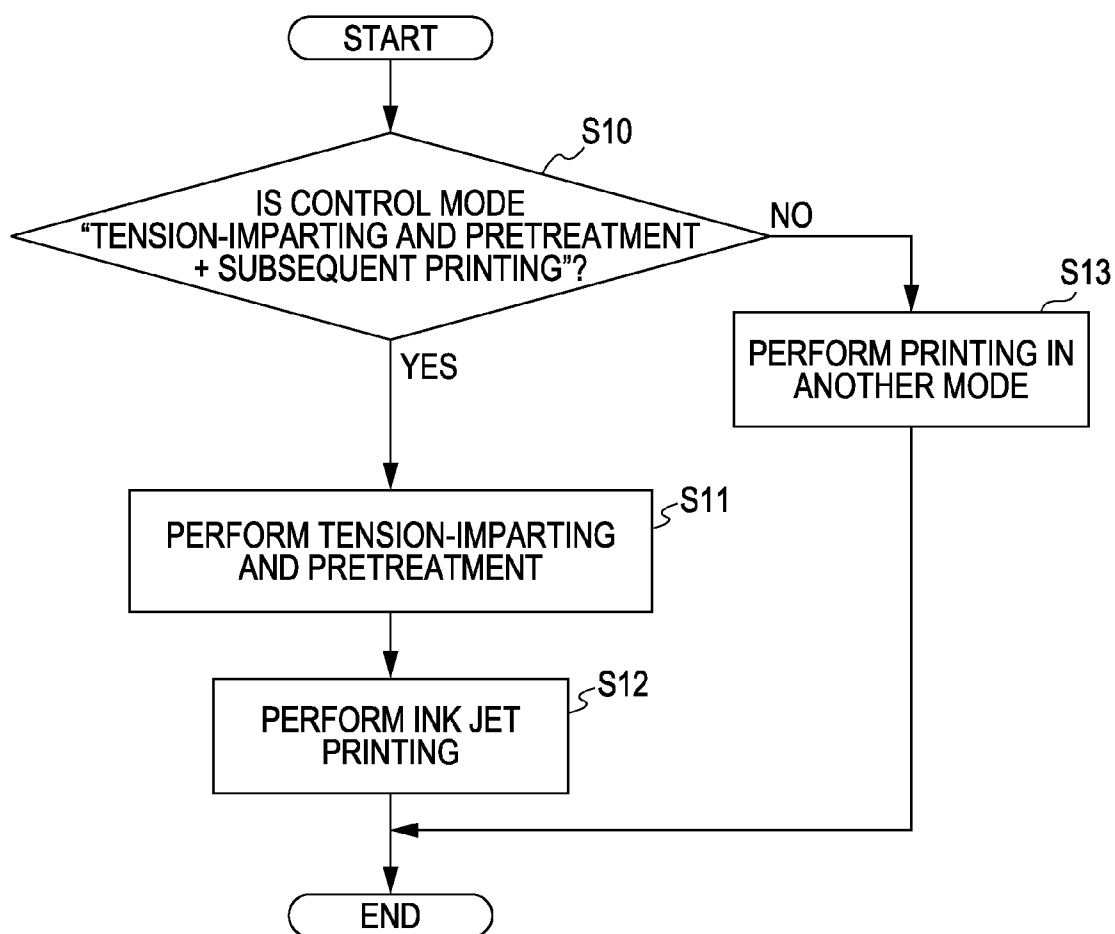 START
S10
IS CONTROL MODE
“TENSION-IMPARTING AND PRETREATMENT
+ SUBSEQUENT PRINTING”?
NO
S13
PERFORM PRINTING IN
ANOTHER MODE
YES
S11
PERFORM TENSION-IMPARTING
AND PRETREATMENT
S12
PERFORM INK JET
PRINTING
END